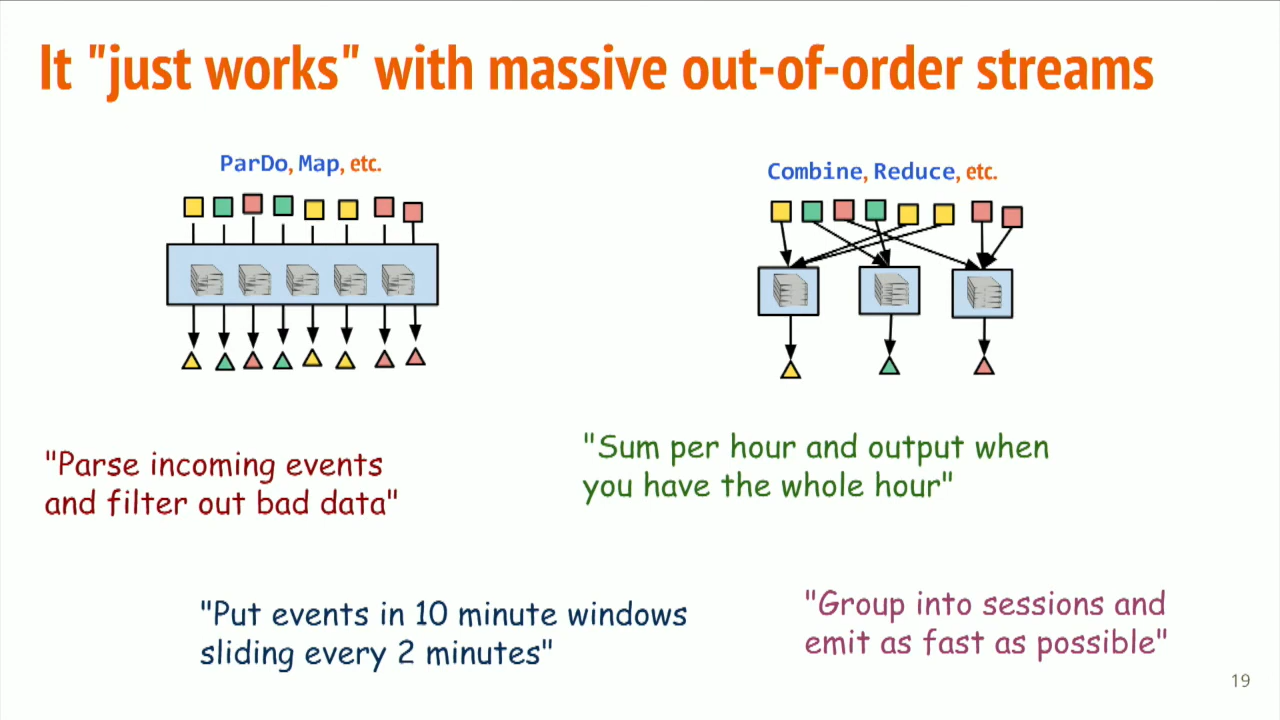 It "just works" with massive out-of-order streams
ParDo, Map, etc.
Combine, Reduce, etc.
"Parse incoming events
and filter out bad data"
"Sum per hour and output when
you have the whole hour"
"Put events in 10 minute windows
sliding every 2 minutes"
"Group into sessions and
emit as fast as possible"
19